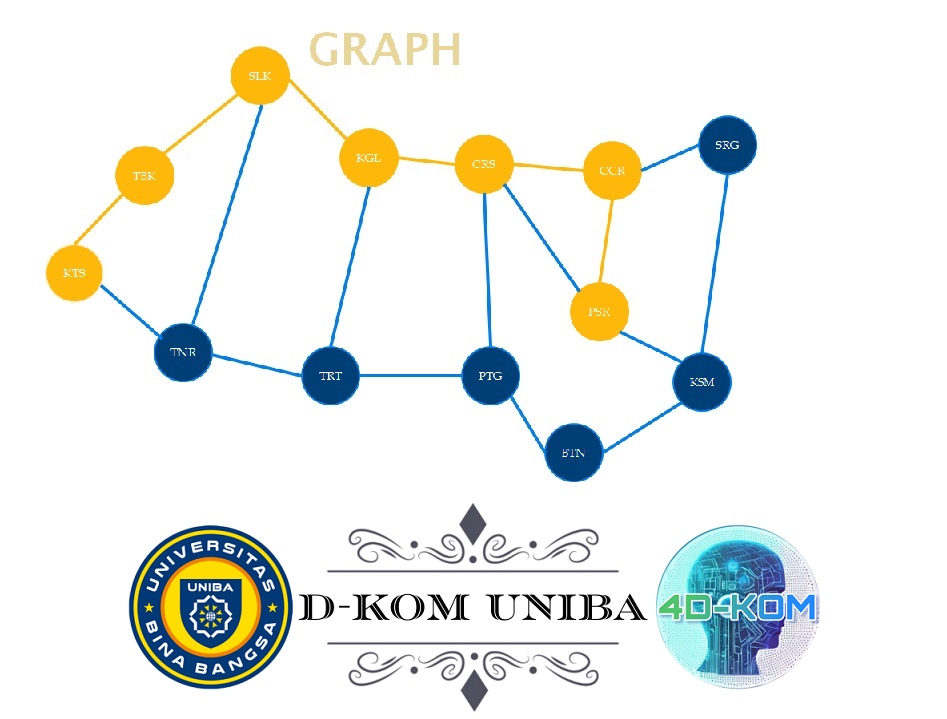 GRAPH
SLK
KGL
CRS
CCR
SRG
TBK
KTS
PSR
TNR
TRT
PTG
KSM
BTN
UNIVERSITAS
UNIBA
BINA BANGSA
D-KOM UNIBA
4D-KOM